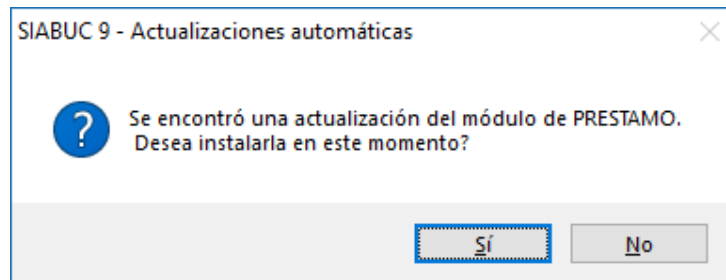 SIABUC 9 - Actualizaciones automáticas
Se encontró una actualización del módulo de PRESTAMO.
Desea instalarla en este momento?
Sí
No